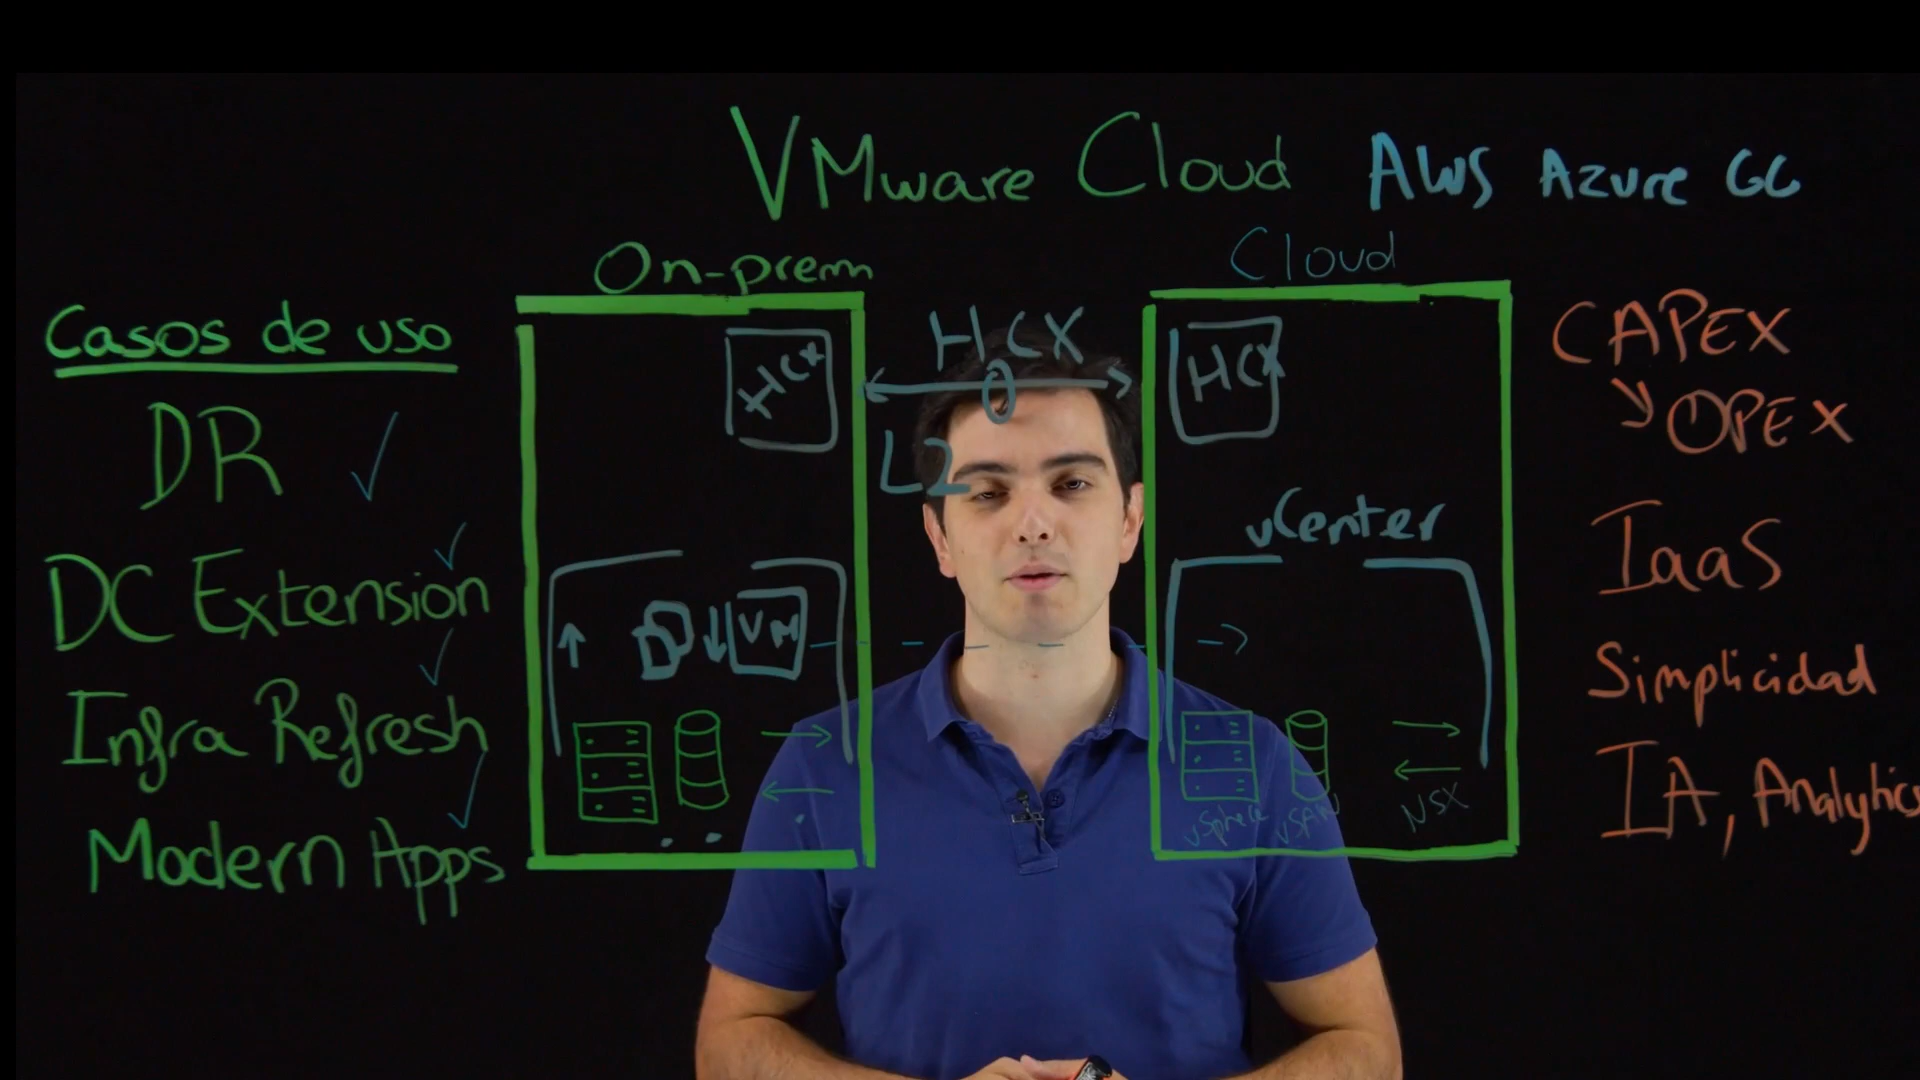 VMware Cloud AWS Azure GC
On-prem
Cloud
Casos de uso
DR
DC Extension
Infra Refresh
Modern Apps
HCX
HCX
L2
VM
HCX
vCenter
vSphere vSAN NSX
CAPEX
OPEX
IaaS
Simplicidad
IA, Analytics